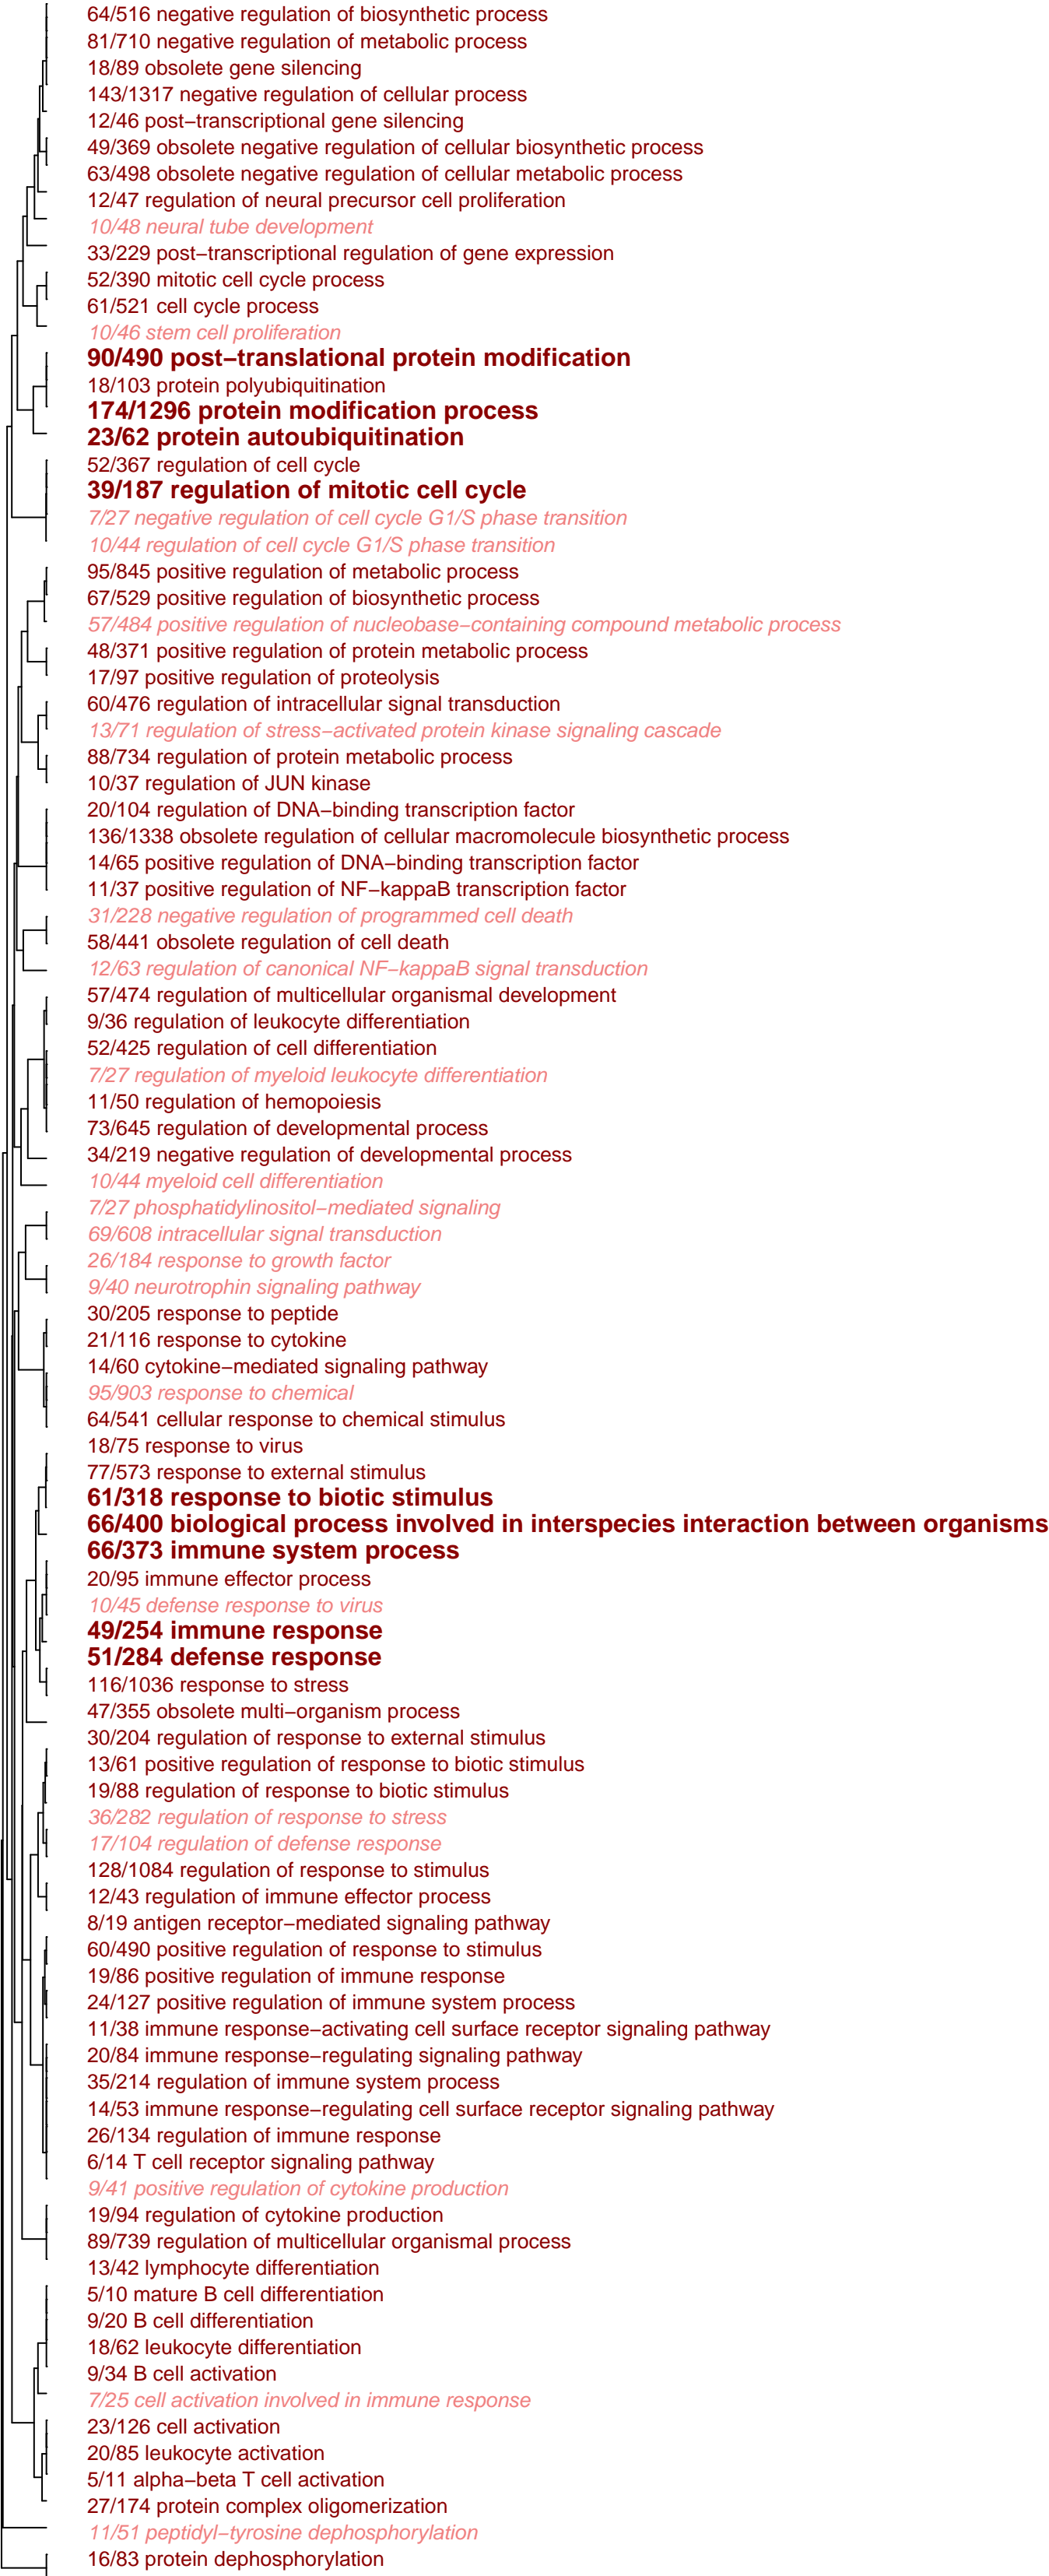 64/516 negative regulation of biosynthetic process
81/710 negative regulation of metabolic process
18/89 obsolete gene silencing
143/1317 negative regulation of cellular process
12/46 post−transcriptional gene silencing
49/369 obsolete negative regulation of cellular biosynthetic process
63/498 obsolete negative regulation of cellular metabolic process
12/47 regulation of neural precursor cell proliferation
10/48 neural tube development
33/229 post−transcriptional regulation of gene expression
52/390 mitotic cell cycle process
61/521 cell cycle process
10/46 stem cell proliferation
90/490 post−translational protein modification
18/103 protein polyubiquitination
174/1296 protein modification process
23/62 protein autoubiquitination
52/367 regulation of cell cycle
39/187 regulation of mitotic cell cycle
7/27 negative regulation of cell cycle G1/S phase transition
10/44 regulation of cell cycle G1/S phase transition
95/845 positive regulation of metabolic process
67/529 positive regulation of biosynthetic process
57/484 positive regulation of nucleobase−containing compound metabolic process
48/371 positive regulation of protein metabolic process
17/97 positive regulation of proteolysis
60/476 regulation of intracellular signal transduction
13/71 regulation of stress−activated protein kinase signaling cascade
88/734 regulation of protein metabolic process
10/37 regulation of JUN kinase
20/104 regulation of DNA−binding transcription factor
136/1338 obsolete regulation of cellular macromolecule biosynthetic process
14/65 positive regulation of DNA−binding transcription factor
11/37 positive regulation of NF−kappaB transcription factor
31/228 negative regulation of programmed cell death
58/441 obsolete regulation of cell death
12/63 regulation of canonical NF−kappaB signal transduction
57/474 regulation of multicellular organismal development
9/36 regulation of leukocyte differentiation
52/425 regulation of cell differentiation
7/27 regulation of myeloid leukocyte differentiation
11/50 regulation of hemopoiesis
73/645 regulation of developmental process
34/219 negative regulation of developmental process
10/44 myeloid cell differentiation
7/27 phosphatidylinositol−mediated signaling
69/608 intracellular signal transduction
26/184 response to growth factor
9/40 neurotrophin signaling pathway
30/205 response to peptide
21/116 response to cytokine
14/60 cytokine−mediated signaling pathway
95/903 response to chemical
64/541 cellular response to chemical stimulus
18/75 response to virus
77/573 response to external stimulus
61/318 response to biotic stimulus
66/400 biological process involved in interspecies interaction between organisms
66/373 immune system process
20/95 immune effector process
10/45 defense response to virus
49/254 immune response
51/284 defense response
116/1036 response to stress
47/355 obsolete multi−organism process
30/204 regulation of response to external stimulus
13/61 positive regulation of response to biotic stimulus
19/88 regulation of response to biotic stimulus
36/282 regulation of response to stress
17/104 regulation of defense response
128/1084 regulation of response to stimulus
12/43 regulation of immune effector process
8/19 antigen receptor−mediated signaling pathway
60/490 positive regulation of response to stimulus
19/86 positive regulation of immune response
24/127 positive regulation of immune system process
11/38 immune response−activating cell surface receptor signaling pathway
20/84 immune response−regulating signaling pathway
35/214 regulation of immune system process
14/53 immune response−regulating cell surface receptor signaling pathway
26/134 regulation of immune response
6/14 T cell receptor signaling pathway
9/41 positive regulation of cytokine production
19/94 regulation of cytokine production
89/739 regulation of multicellular organismal process
13/42 lymphocyte differentiation
5/10 mature B cell differentiation
9/20 B cell differentiation
18/62 leukocyte differentiation
9/34 B cell activation
7/25 cell activation involved in immune response
23/126 cell activation
20/85 leukocyte activation
5/11 alpha−beta T cell activation
27/174 protein complex oligomerization
11/51 peptidyl−tyrosine dephosphorylation
16/83 protein dephosphorylation